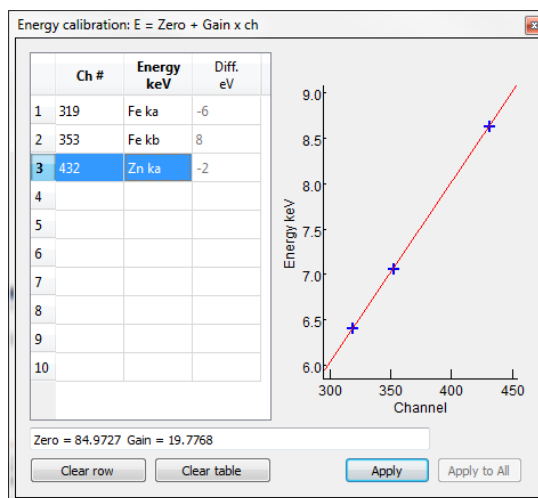 Energy calibration: E = Zero + Gain x ch
x
Ch # Energy keV Diff. eV
1 319 Fe ka -6
2 353 Fe kb 8
3 432 Zn ka -2
4
5
6
7
8
9
10
9.0
8.5
8.0
7.5
7.0
6.5
6.0
Energy keV
300 350 400 450
Channel
Zero = 84.9727 Gain = 19.7768
Clear row Clear table Apply Apply to All